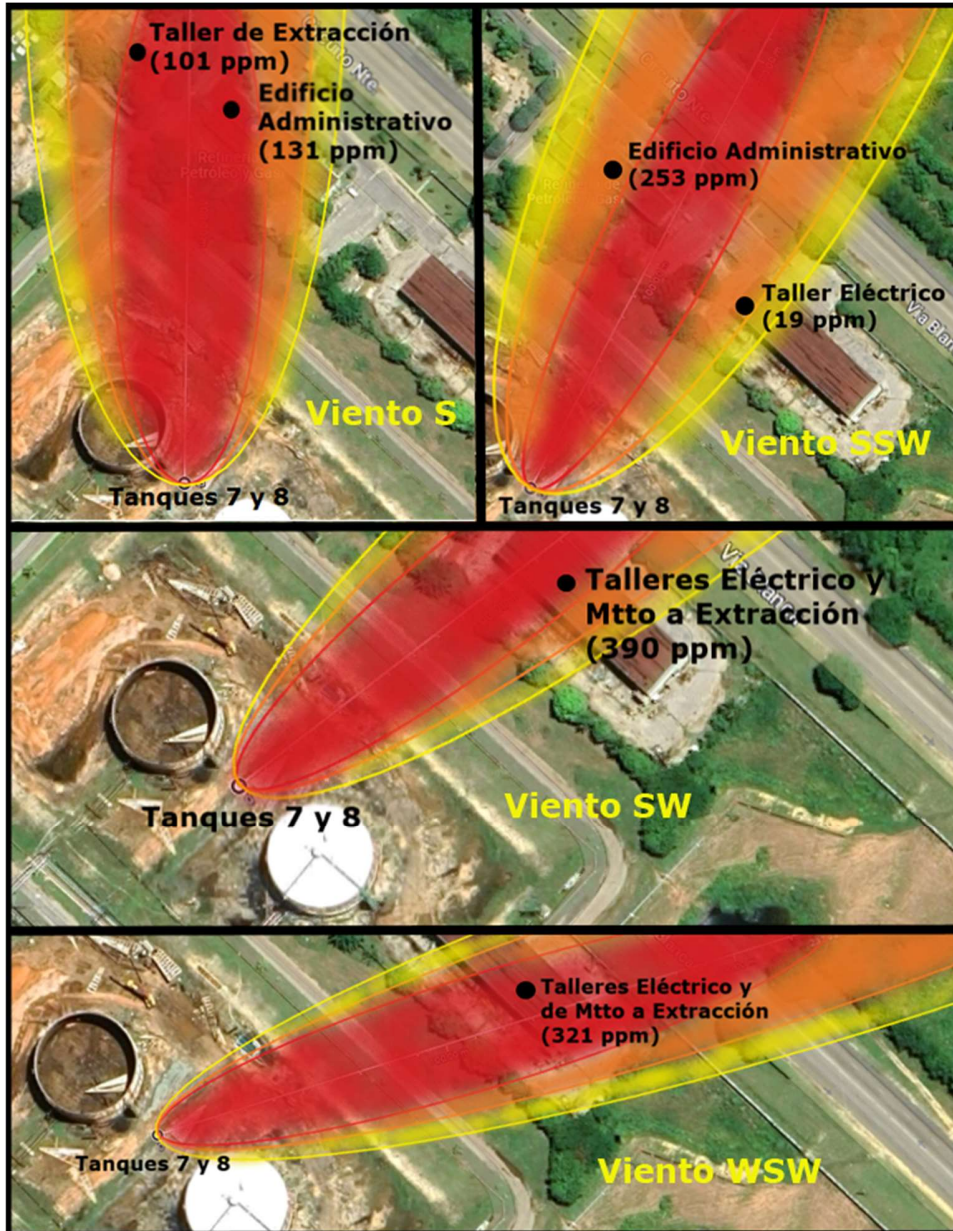 Taller de Extracción
(101 ppm)
Edificio
Administrativo
(131 ppm)
Viento S
Tanques 7 y 8
Edificio Administrativo
(253 ppm)
Taller Eléctrico
(19 ppm)
Viento SSW
Tanques 7 y 8
Talleres Eléctrico y
Mtto a Extracción
(390 ppm)
Viento SW
Tanques 7 y 8
Talleres Eléctrico y
de Mtto a Extracción
(321 ppm)
Viento WSW
Tanques 7 y 8